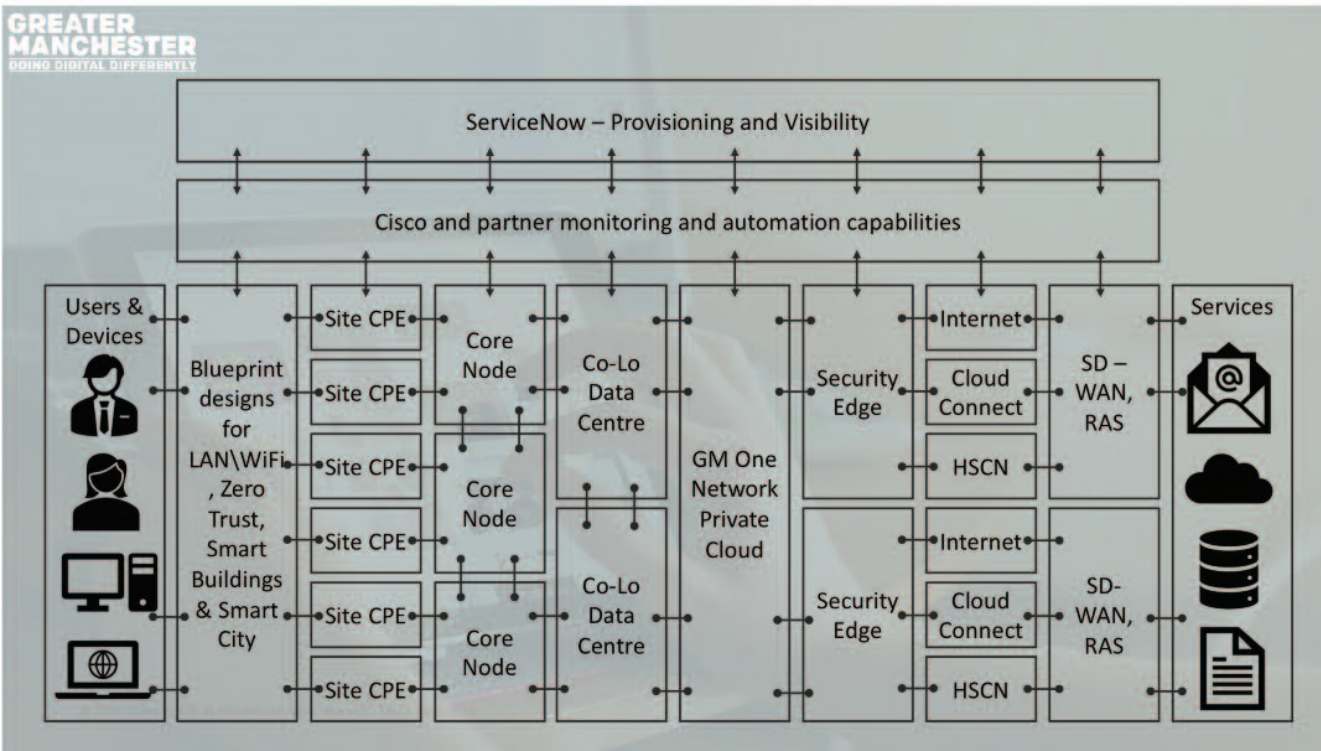 GREATER
MANCHESTER
DOING DIGITAL DIFFERENTLY
ServiceNow – Provisioning and Visibility
Cisco and partner monitoring and automation capabilities
Users &
Devices
Blueprint
designs
for
LAN\WiFi
, Zero
Trust,
Smart
Buildings
& Smart
City
Site CPE
Site CPE
Site CPE
Site CPE
Site CPE
Site CPE
Core
Node
Core
Node
Core
Node
Co-Lo
Data
Centre
Co-Lo
Data
Centre
GM One
Network
Private
Cloud
Security
Edge
Security
Edge
Internet
Cloud
Connect
HSCN
Internet
Cloud
Connect
HSCN
SD –
WAN,
RAS
SD-
WAN,
RAS
Services
@